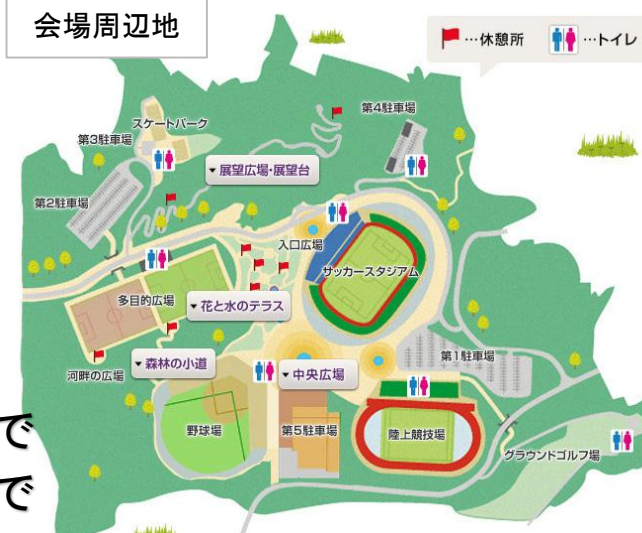 会場周辺地
…休憩所
…トイレ
スケートパーク
第4駐車場
第3駐車場
▼展望広場・展望台
第2駐車場
入口広場
サッカースタジアム
多目的広場
▼花と水のテラス
第1駐車場
▼森林の小道
▼中央広場
河畔の広場
で
野球場
第5駐車場
陸上競技場
グラウンドゴルフ場
で